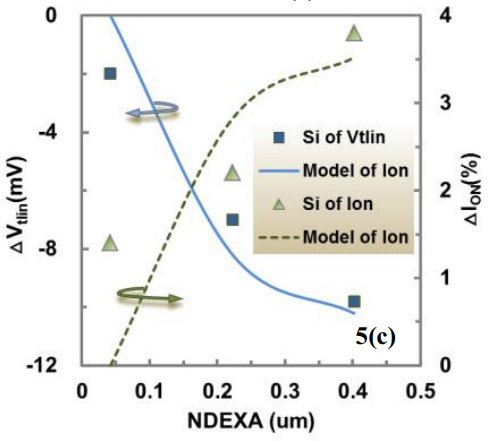 0
-4
-8
-12
ΔVtlin(mV)
4
3
2
1
0
ΔION(%)
Si of Vtlin
Model of Ion
Si of Ion
Model of Ion
5(c)
0 0.1 0.2 0.3 0.4 0.5
NDEXA (um)